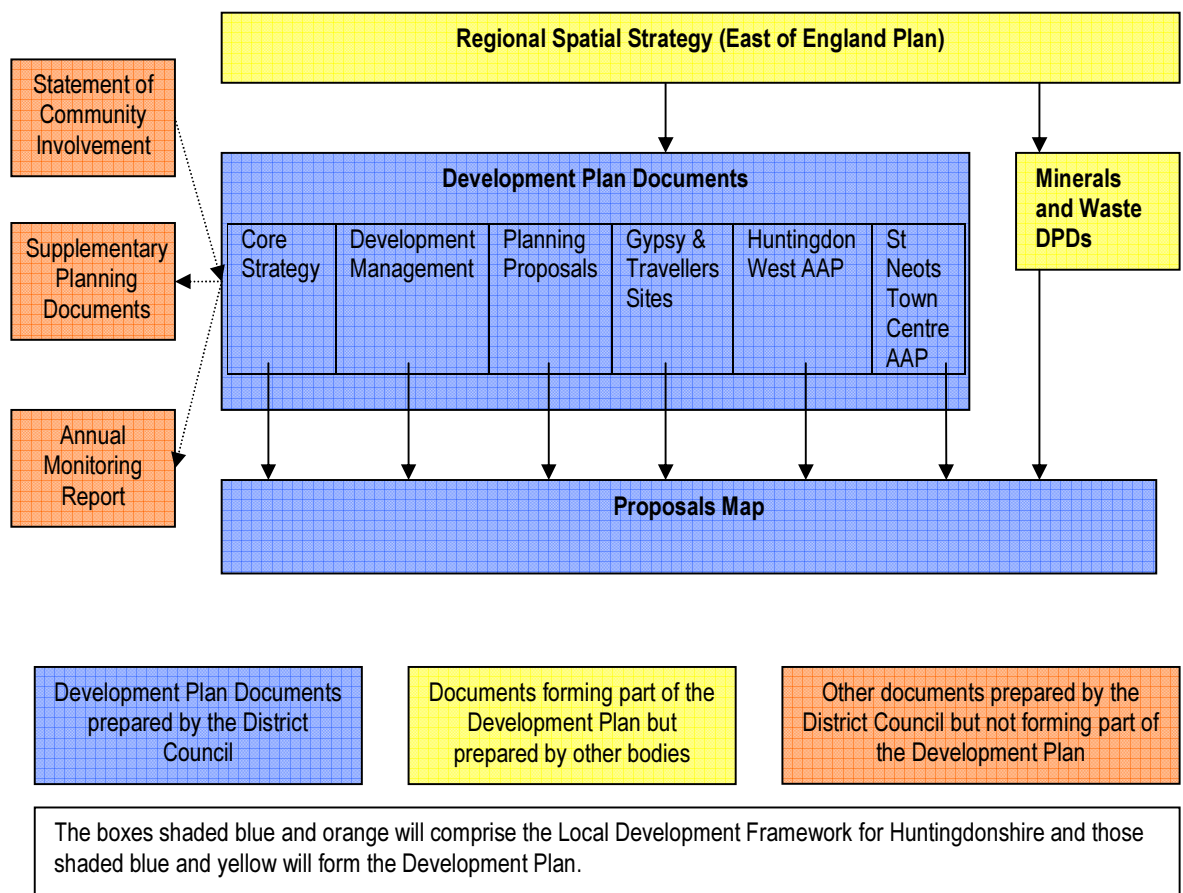 Regional Spatial Strategy (East of England Plan)
Statement of
Community
Involvement
Supplementary
Planning
Documents
Annual
Monitoring
Report
Development Plan Documents
Core
Strategy
Development
Management
Planning
Proposals
Gypsy &
Travellers
Sites
Huntingdon
West AAP
St
Neots
Town
Centre
AAP
Minerals
and Waste
DPDs
Proposals Map
Development Plan Documents
prepared by the District
Council
Documents forming part of the
Development Plan but
prepared by other bodies
Other documents prepared by the
District Council but not forming part of
the Development Plan
The boxes shaded blue and orange will comprise the Local Development Framework for Huntingdonshire and those
shaded blue and yellow will form the Development Plan.